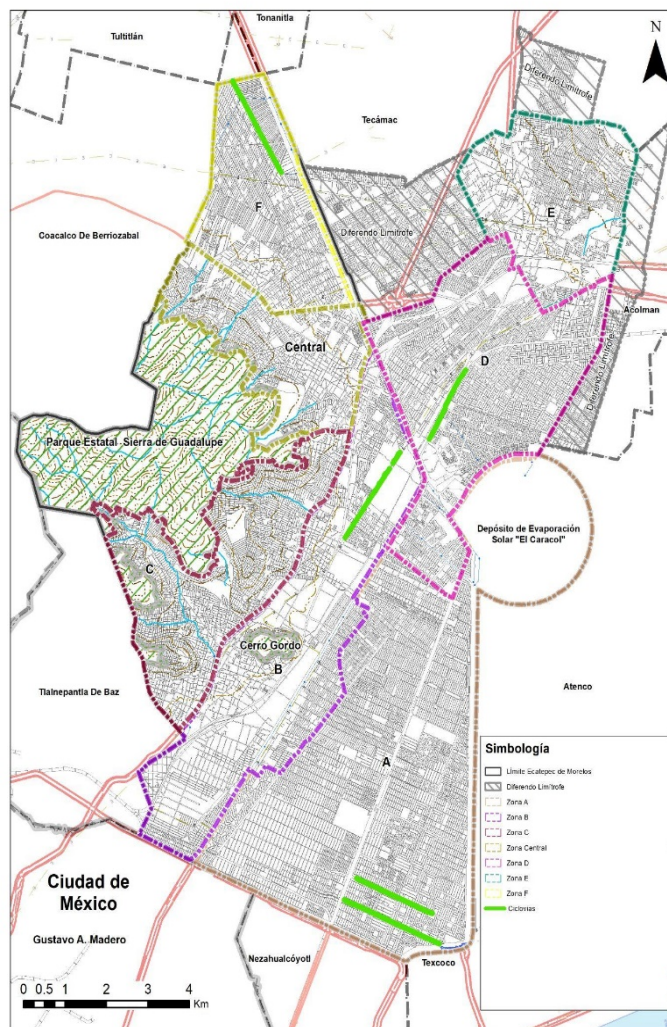 Tonanitla
Tultitlán
N
Diferendo Limitrofe
Tecámac
F
E
Diferendo Limitrofe
Coacalco De Berriozabal
Acolman
Central
D
Diferendo Limitrofe
Parque Estatal Sierra de Guadalupe
Depósito de Evaporación
Solar "El Caracol"
C
Cerro Gordo
B
Tlalnepantla De Baz
Atenco
A
Simbología
Límite Ecatepec de Morelos
Diferendo Limítrofe
Zona A
Zona B
Zona C
Zona Central
Zona D
Zona E
Zona F
Ciclovías
Ciudad de
México
Gustavo A. Madero
Nezahualcóyotl
Texcoco
0 0.5 1 2 3 4
Km